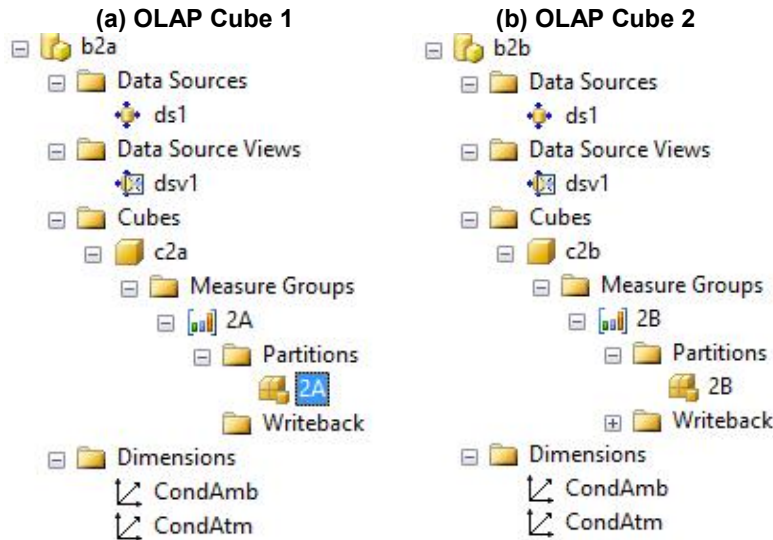 (a) OLAP Cube 1
b2a
Data Sources
ds1
Data Source Views
dsv1
Cubes
c2a
Measure Groups
2A
Partitions
2A
Writeback
Dimensions
CondAmb
CondAtm
(b) OLAP Cube 2
b2b
Data Sources
ds1
Data Source Views
dsv1
Cubes
c2b
Measure Groups
2B
Partitions
2B
Writeback
Dimensions
CondAmb
CondAtm